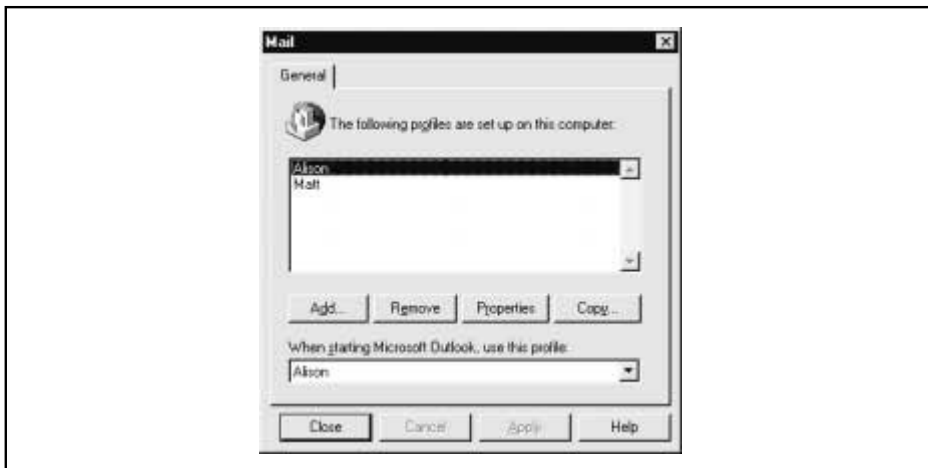 Mail
General
The following profiles are set up on this computer:
Alison
Matt
Add... Remove Properties Copy...
When starting Microsoft Outlook, use this profile:
Alison
Close Cancel Apply Help